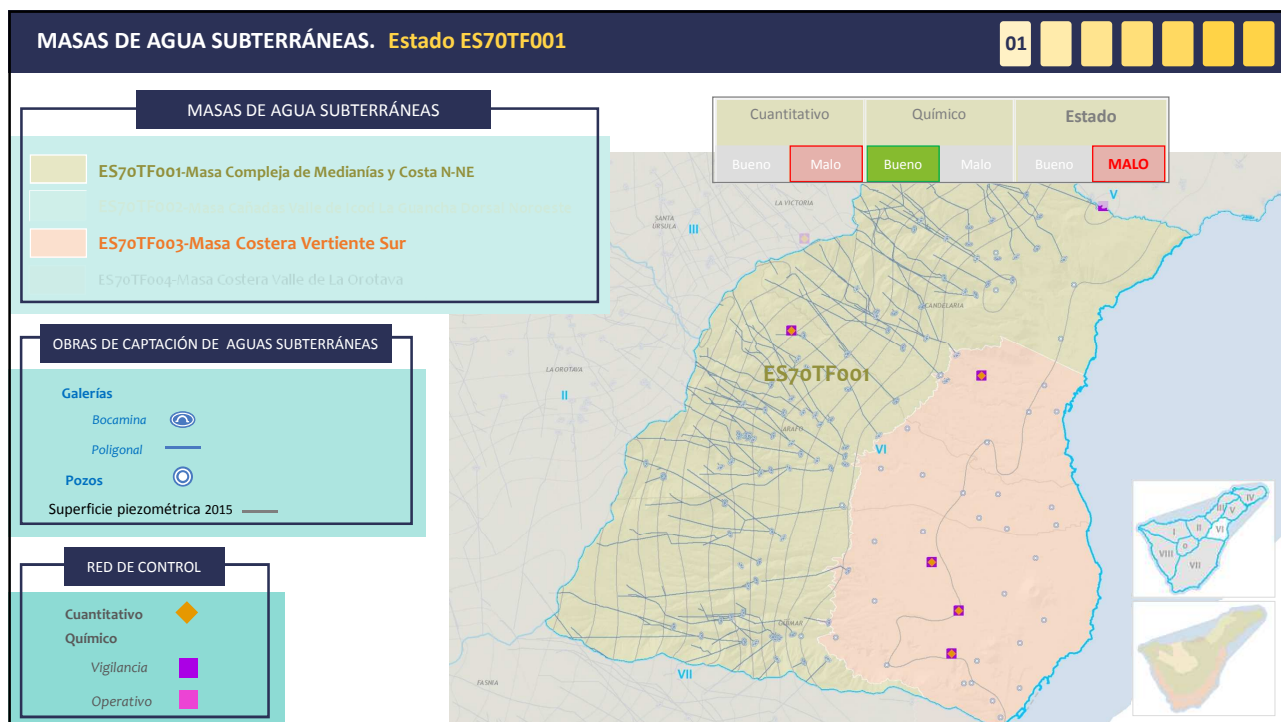 MASAS DE AGUA SUBTERRÁNEAS. Estado ES70TF001
01
MASAS DE AGUA SUBTERRÁNEAS
ES70TF001-Masa Compleja de Medianías y Costa N-NE
ES70TF003-Masa Costera Vertiente Sur
ES70TF004-Masa Costera Valle de La Orotava
Cuantitativo Químico Estado
Bueno Malo Bueno Malo Bueno MALO
OBRAS DE CAPTACIÓN DE AGUAS SUBTERRÁNEAS
Galerías
Bocamina
Poligonal
Pozos
Superficie piezométrica 2015
RED DE CONTROL
Cuantitativo
Químico
Vigilancia
Operativo
V
LA VICTORIA
SANTA
ÚRSULA
III
CANDELARIA
LA OROTAVA
ES70TF001
II
ARAFO
VI
GÜIMAR
VII
FASNIA
III IV
I II V
VI
VIII 0
VII